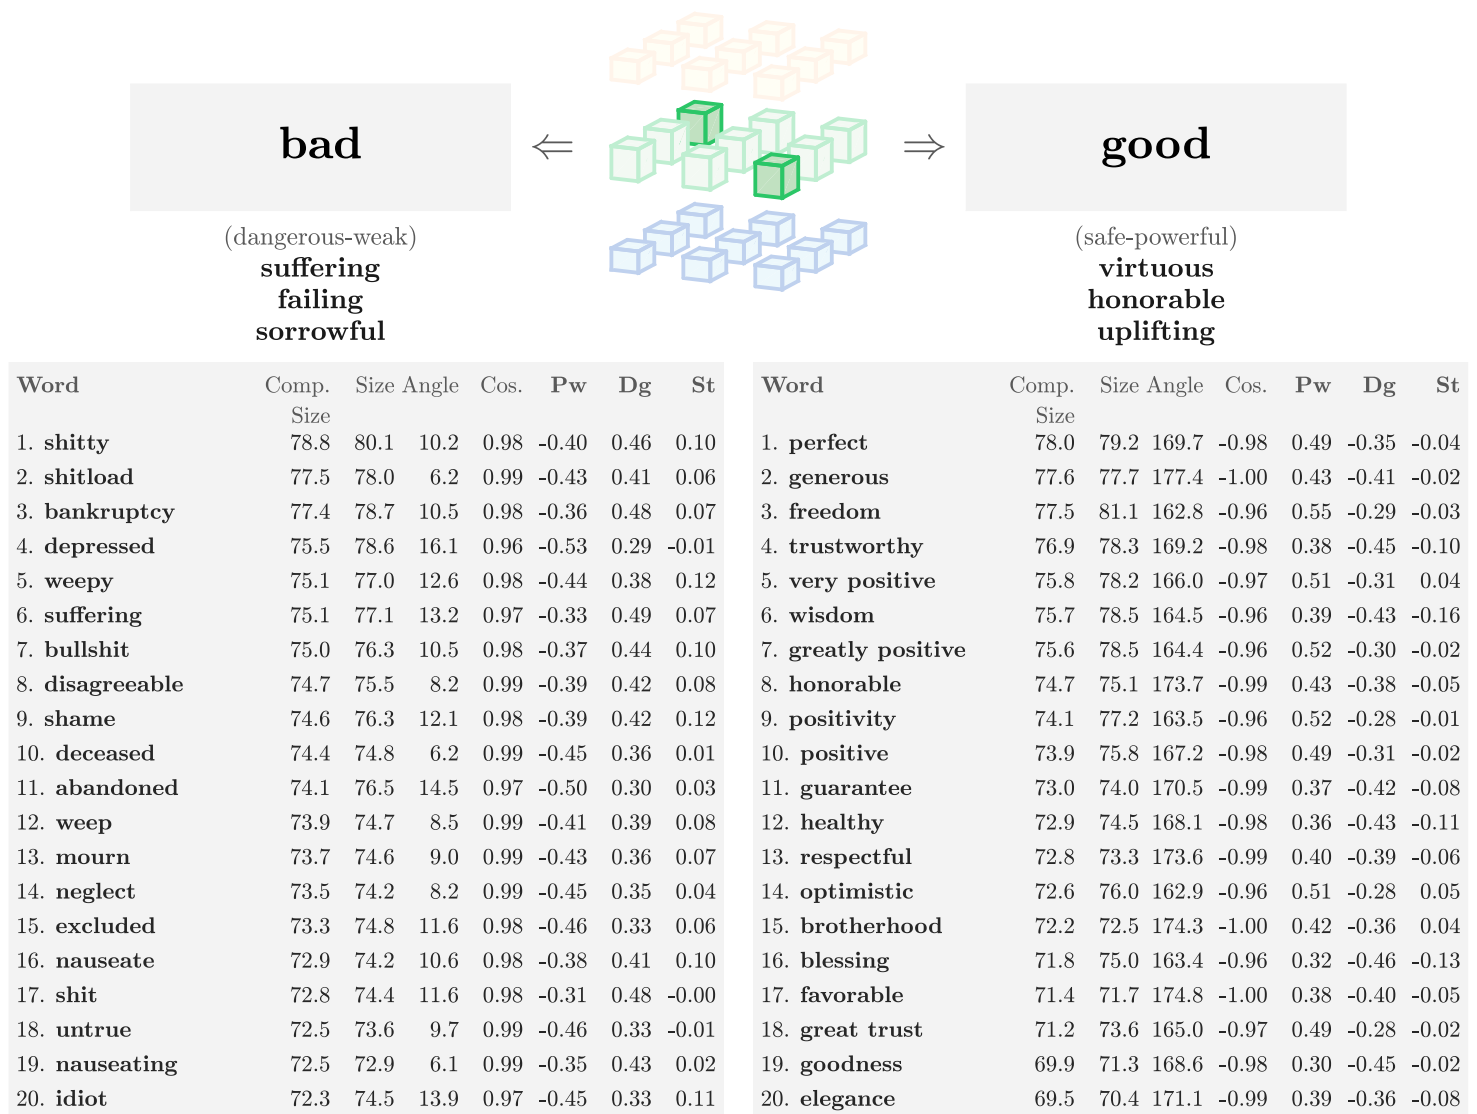 bad
⇐
⇒
good
(dangerous-weak)
suffering
failing
sorrowful
(safe-powerful)
virtuous
honorable
uplifting
Word Comp. Size Angle Cos. Pw Dg St
Size
1. shitty 78.8 80.1 10.2 0.98 -0.40 0.46 0.10
2. shitload 77.5 78.0 6.2 0.99 -0.43 0.41 0.06
3. bankruptcy 77.4 78.7 10.5 0.98 -0.36 0.48 0.07
4. depressed 75.5 78.6 16.1 0.96 -0.53 0.29 -0.01
5. weepy 75.1 77.0 12.6 0.98 -0.44 0.38 0.12
6. suffering 75.1 77.1 13.2 0.97 -0.33 0.49 0.07
7. bullshit 75.0 76.3 10.5 0.98 -0.37 0.44 0.10
8. disagreeable 74.7 75.5 8.2 0.99 -0.39 0.42 0.08
9. shame 74.6 76.3 12.1 0.98 -0.39 0.42 0.12
10. deceased 74.4 74.8 6.2 0.99 -0.45 0.36 0.01
11. abandoned 74.1 76.5 14.5 0.97 -0.50 0.30 0.03
12. weep 73.9 74.7 8.5 0.99 -0.41 0.39 0.08
13. mourn 73.7 74.6 9.0 0.99 -0.43 0.36 0.07
14. neglect 73.5 74.2 8.2 0.99 -0.45 0.35 0.04
15. excluded 73.3 74.8 11.6 0.98 -0.46 0.33 0.06
16. nauseate 72.9 74.2 10.6 0.98 -0.38 0.41 0.10
17. shit 72.8 74.4 11.6 0.98 -0.31 0.48 -0.00
18. untrue 72.5 73.6 9.7 0.99 -0.46 0.33 -0.01
19. nauseating 72.5 72.9 6.1 0.99 -0.35 0.43 0.02
20. idiot 72.3 74.5 13.9 0.97 -0.45 0.33 0.11
Word Comp. Size Angle Cos. Pw Dg St
Size
1. perfect 78.0 79.2 169.7 -0.98 0.49 -0.35 -0.04
2. generous 77.6 77.7 177.4 -1.00 0.43 -0.41 -0.02
3. freedom 77.5 81.1 162.8 -0.96 0.55 -0.29 -0.03
4. trustworthy 76.9 78.3 169.2 -0.98 0.38 -0.45 -0.10
5. very positive 75.8 78.2 166.0 -0.97 0.51 -0.31 0.04
6. wisdom 75.7 78.5 164.5 -0.96 0.39 -0.43 -0.16
7. greatly positive 75.6 78.5 164.4 -0.96 0.52 -0.30 -0.02
8. honorable 74.7 75.1 173.7 -0.99 0.43 -0.38 -0.05
9. positivity 74.1 77.2 163.5 -0.96 0.52 -0.28 -0.01
10. positive 73.9 75.8 167.2 -0.98 0.49 -0.31 -0.02
11. guarantee 73.0 74.0 170.5 -0.99 0.37 -0.42 -0.08
12. healthy 72.9 74.5 168.1 -0.98 0.36 -0.43 -0.11
13. respectful 72.8 73.3 173.6 -0.99 0.40 -0.39 -0.06
14. optimistic 72.6 76.0 162.9 -0.96 0.51 -0.28 0.05
15. brotherhood 72.2 72.5 174.3 -1.00 0.42 -0.36 0.04
16. blessing 71.8 75.0 163.4 -0.96 0.32 -0.46 -0.13
17. favorable 71.4 71.7 174.8 -1.00 0.38 -0.40 -0.05
18. great trust 71.2 73.6 165.0 -0.97 0.49 -0.28 -0.02
19. goodness 69.9 71.3 168.6 -0.98 0.30 -0.45 -0.02
20. elegance 69.5 70.4 171.1 -0.99 0.39 -0.36 -0.08